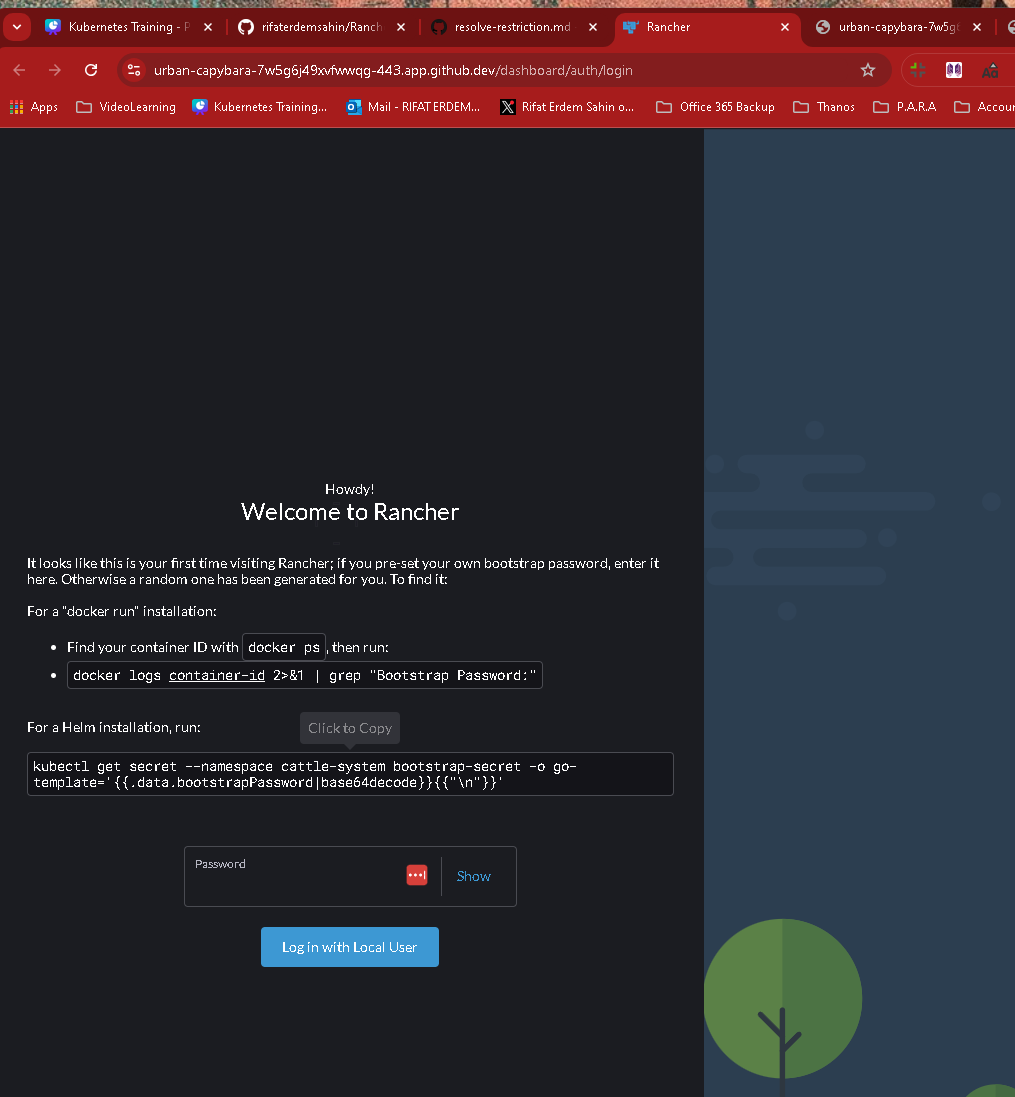 Kubernetes Training - P
rifaterdemsahin/Ranch
resolve-restriction.md
Rancher
urban-capybara-7w5g6
urban-capybara-7w5g6j49xvfwwqg-443.app.github.dev/dashboard/auth/login
Apps
VideoLearning
Kubernetes Training...
Mail - RIFAT ERDEM...
Rifat Erdem Sahin o...
Office 365 Backup
Thanos
P.A.R.A
Accour
Howdy!
Welcome to Rancher
It looks like this is your first time visiting Rancher; if you pre-set your own bootstrap password, enter it
here. Otherwise a random one has been generated for you. To find it:
For a "docker run" installation:
Find your container ID with docker ps, then run:
docker logs container-id 2>&1 | grep "Bootstrap Password:"
For a Helm installation, run:
Click to Copy
kubectl get secret --namespace cattle-system bootstrap-secret -o go-
template='{{.data.bootstrapPassword|base64decode}}{{"\n"}}'
Password
Show
Log in with Local User